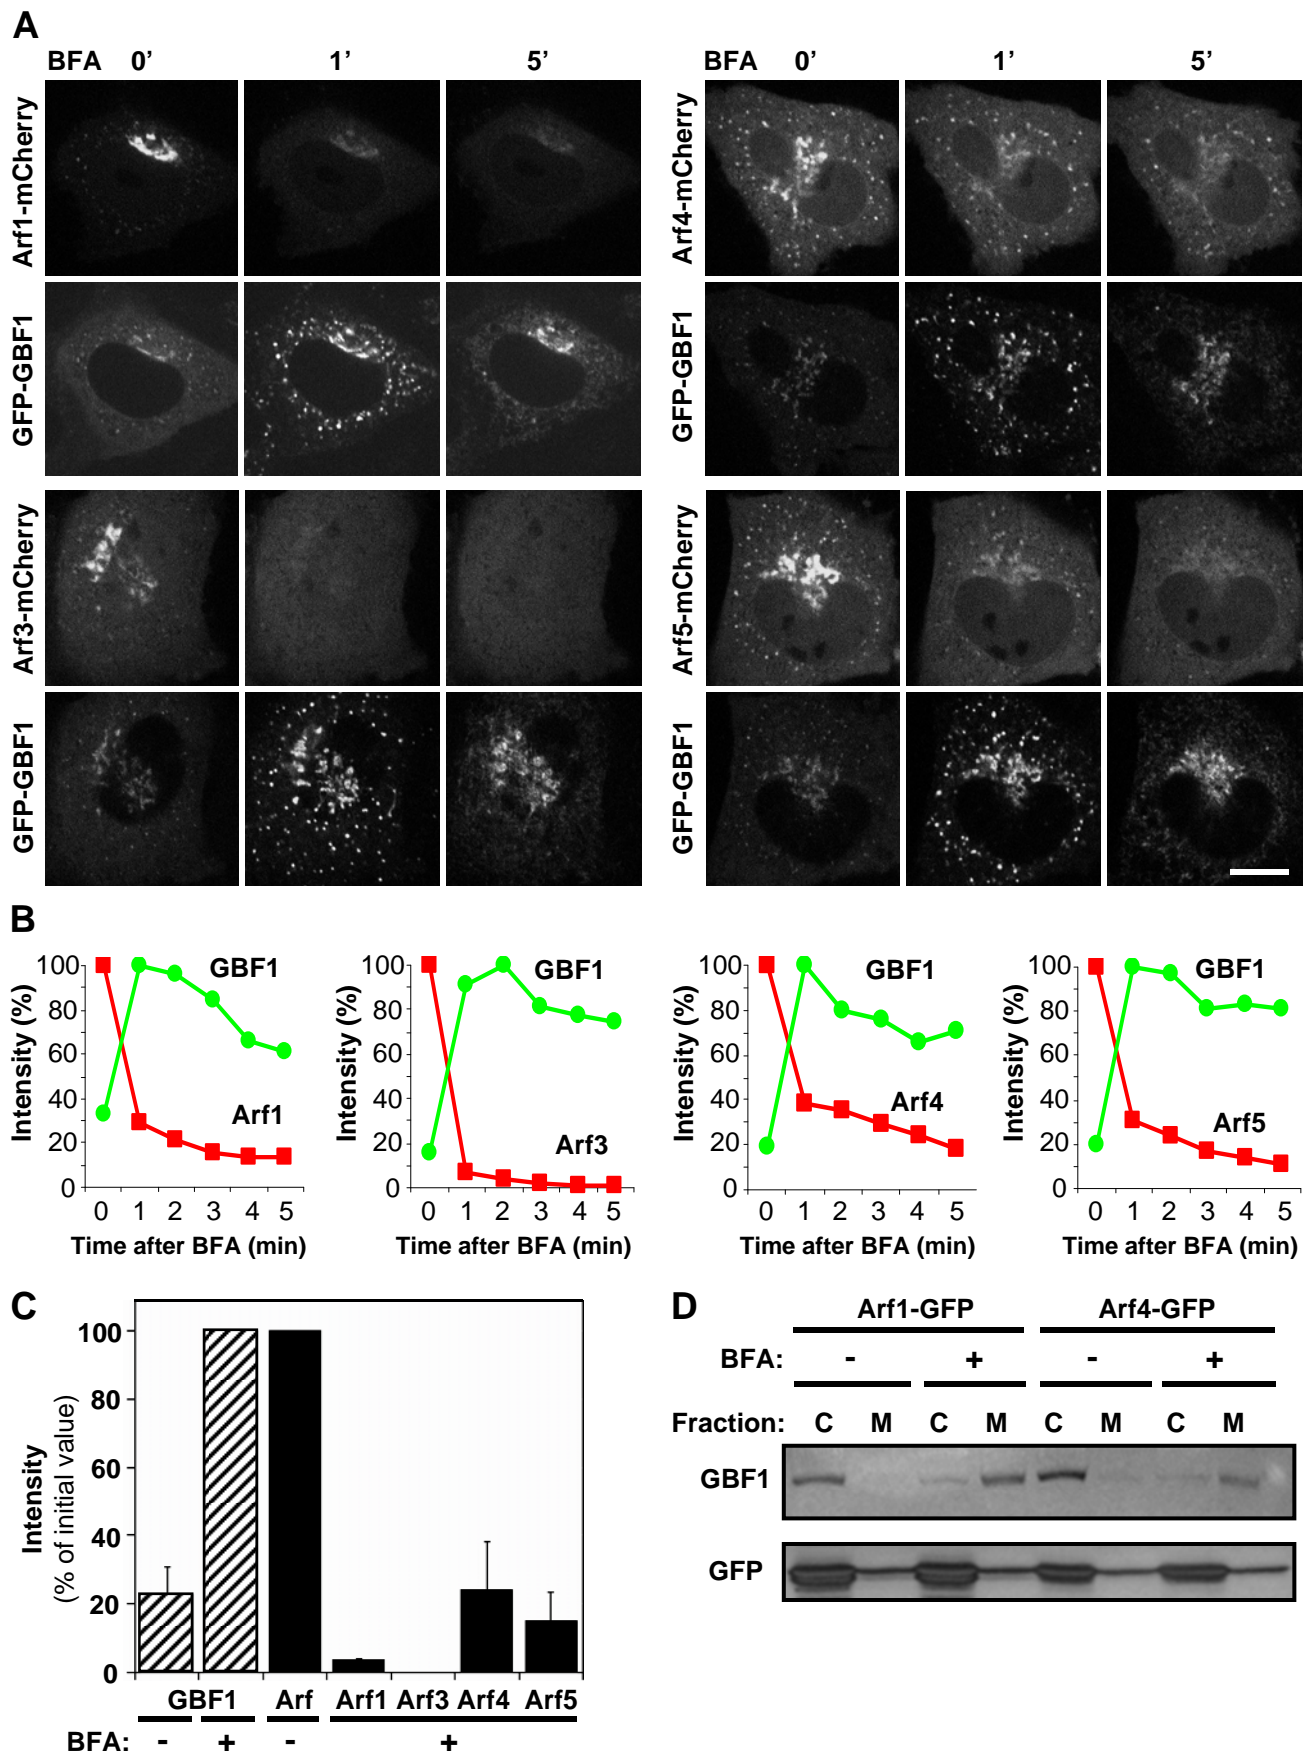 A
BFA 0’ 1’ 5’
BFA 0’ 1’ 5’
Arf1-mCherry
GFP-GBF1
Arf3-mCherry
GFP-GBF1
Arf4-mCherry
GFP-GBF1
Arf5-mCherry
GFP-GBF1
B
Intensity (%)
100
80
60
40
20
0
GBF1
Arf1
0 1 2 3 4 5
Time after BFA (min)
Intensity (%)
100
80
60
40
20
0
GBF1
Arf3
0 1 2 3 4 5
Time after BFA (min)
Intensity (%)
100
80
60
40
20
0
GBF1
Arf4
0 1 2 3 4 5
Time after BFA (min)
Intensity (%)
100
80
60
40
20
0
GBF1
Arf5
0 1 2 3 4 5
Time after BFA (min)
C
Intensity
(% of initial value)
100
80
60
40
20
0
GBF1 Arf Arf1 Arf3 Arf4 Arf5
BFA: - + - +
D
Arf1-GFP Arf4-GFP
BFA: - + - +
Fraction: C M C M C M C M
GBF1
GFP